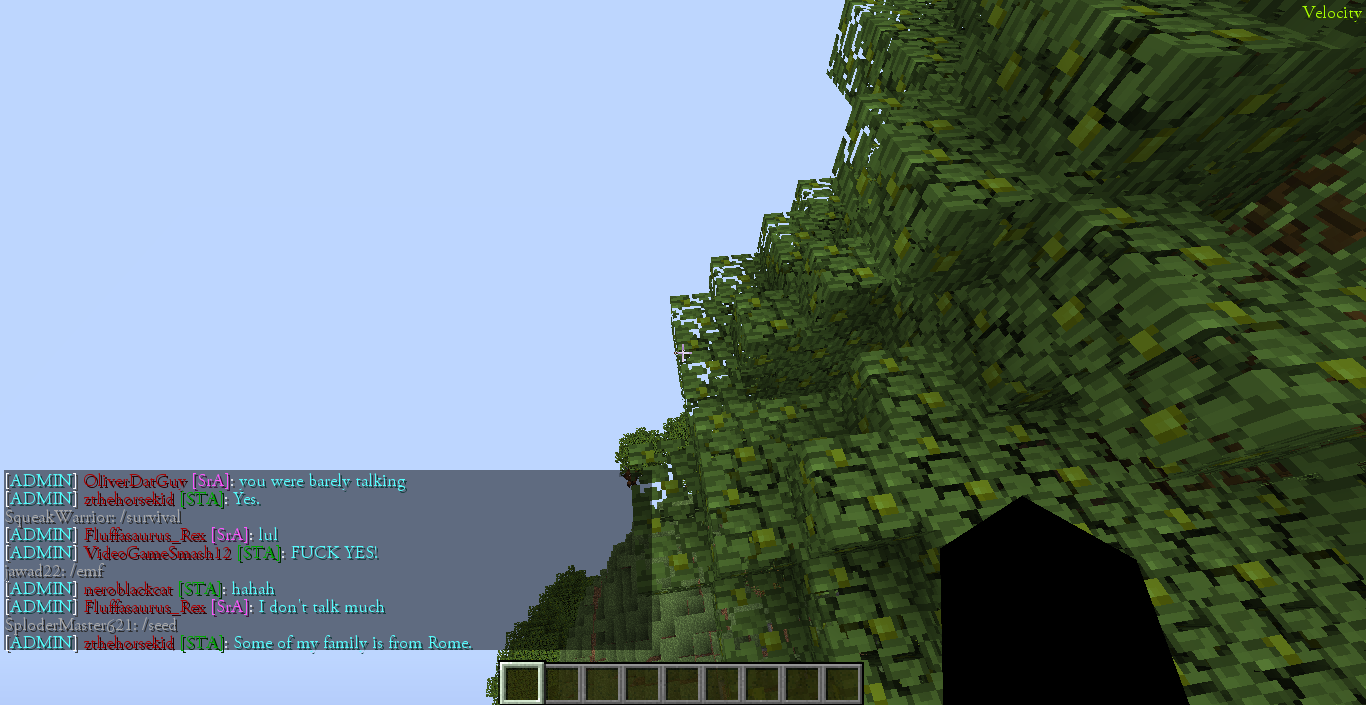 Velocity
[ADMIN] OliverDatGuy [SrA]: you were barely talking
[ADMIN] zthehorsekid [STA]: Yes.
SqueakWarrior: /survival
[ADMIN] Fluffasaurus_Rex [SrA]: lul
[ADMIN] VideoGameSmash12 [STA]: FUCK YES!
jawad22: /emf
[ADMIN] neroblackcat [STA]: hahah
[ADMIN] Fluffasaurus_Rex [SrA]: I don't talk much
SploderMaster621: /seed
[ADMIN] zthehorsekid [STA]: Some of my family is from Rome.